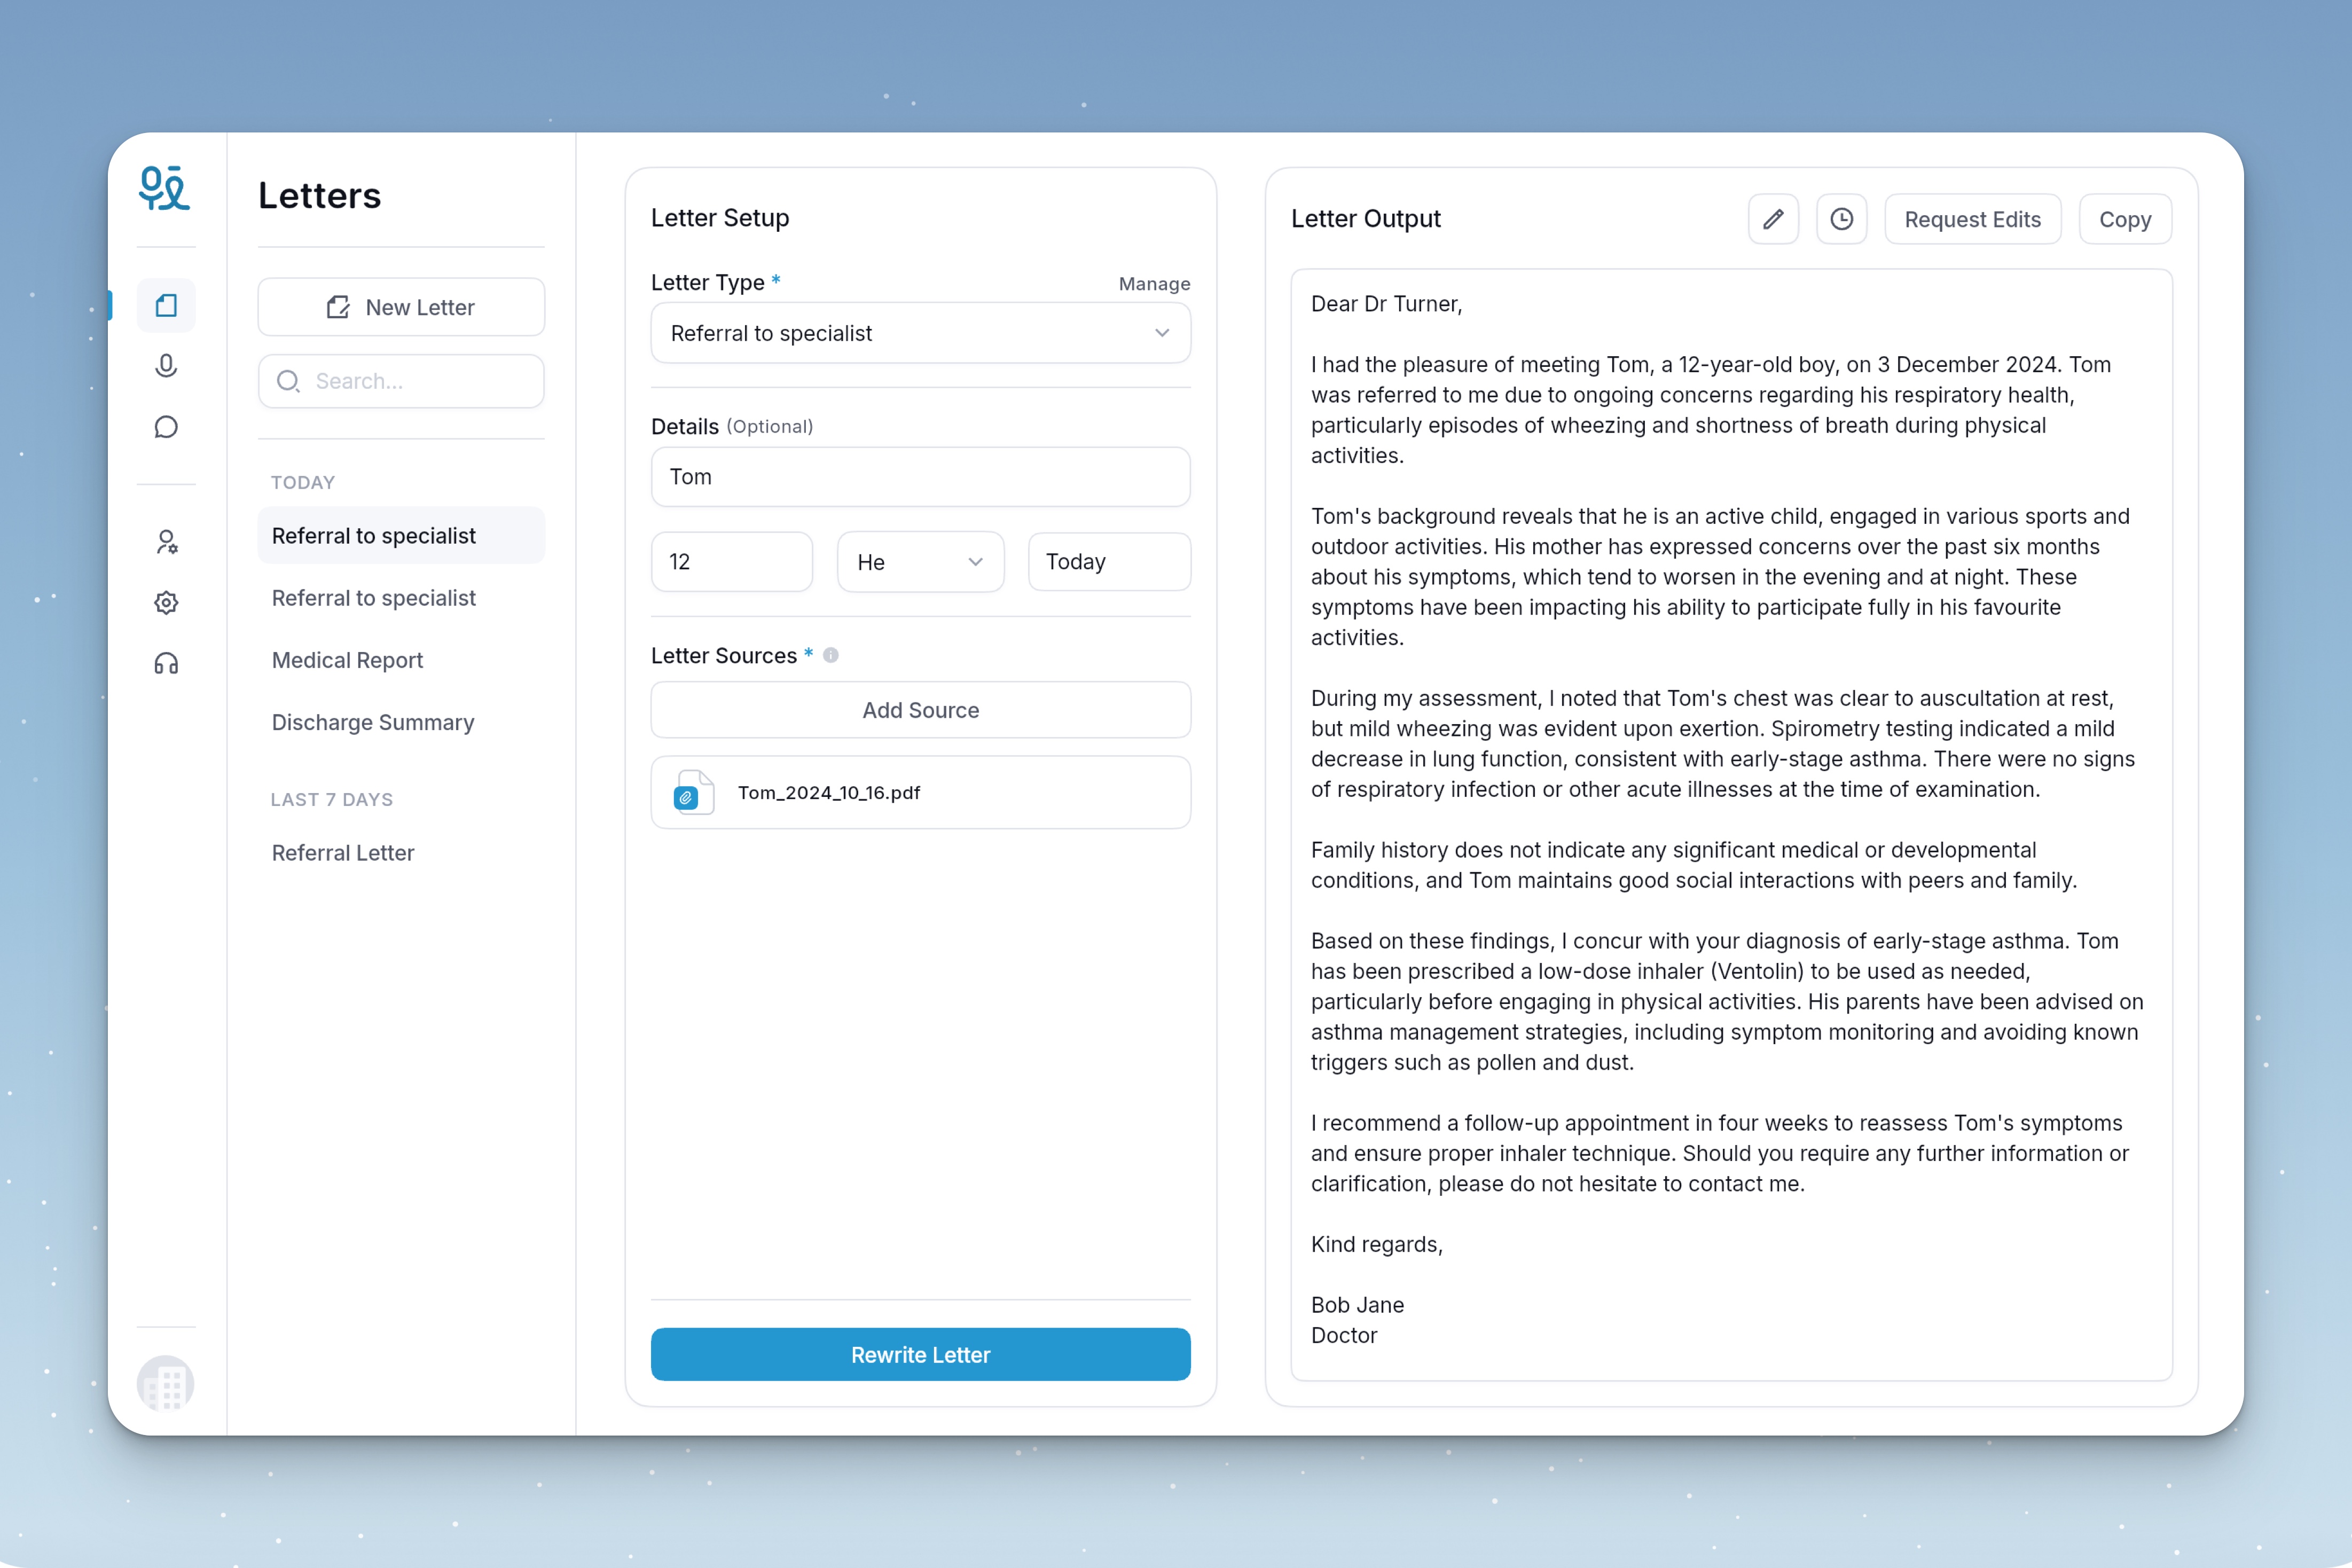 Letters
New Letter
Search...
TODAY
Referral to specialist
Referral to specialist
Medical Report
Discharge Summary
LAST 7 DAYS
Referral Letter
Letter Setup
Letter Type *
Manage
Referral to specialist
Details (Optional)
Tom
12
He
Today
Letter Sources *
Add Source
Tom_2024_10_16.pdf
Rewrite Letter
Letter Output
Request Edits
Copy
Dear Dr Turner,
I had the pleasure of meeting Tom, a 12-year-old boy, on 3 December 2024. Tom
was referred to me due to ongoing concerns regarding his respiratory health,
particularly episodes of wheezing and shortness of breath during physical
activities.
Tom's background reveals that he is an active child, engaged in various sports and
outdoor activities. His mother has expressed concerns over the past six months
about his symptoms, which tend to worsen in the evening and at night. These
symptoms have been impacting his ability to participate fully in his favourite
activities.
During my assessment, I noted that Tom's chest was clear to auscultation at rest,
but mild wheezing was evident upon exertion. Spirometry testing indicated a mild
decrease in lung function, consistent with early-stage asthma. There were no signs
of respiratory infection or other acute illnesses at the time of examination.
Family history does not indicate any significant medical or developmental
conditions, and Tom maintains good social interactions with peers and family.
Based on these findings, I concur with your diagnosis of early-stage asthma. Tom
has been prescribed a low-dose inhaler (Ventolin) to be used as needed,
particularly before engaging in physical activities. His parents have been advised on
asthma management strategies, including symptom monitoring and avoiding known
triggers such as pollen and dust.
I recommend a follow-up appointment in four weeks to reassess Tom's symptoms
and ensure proper inhaler technique. Should you require any further information or
clarification, please do not hesitate to contact me.
Kind regards,
Bob Jane
Doctor